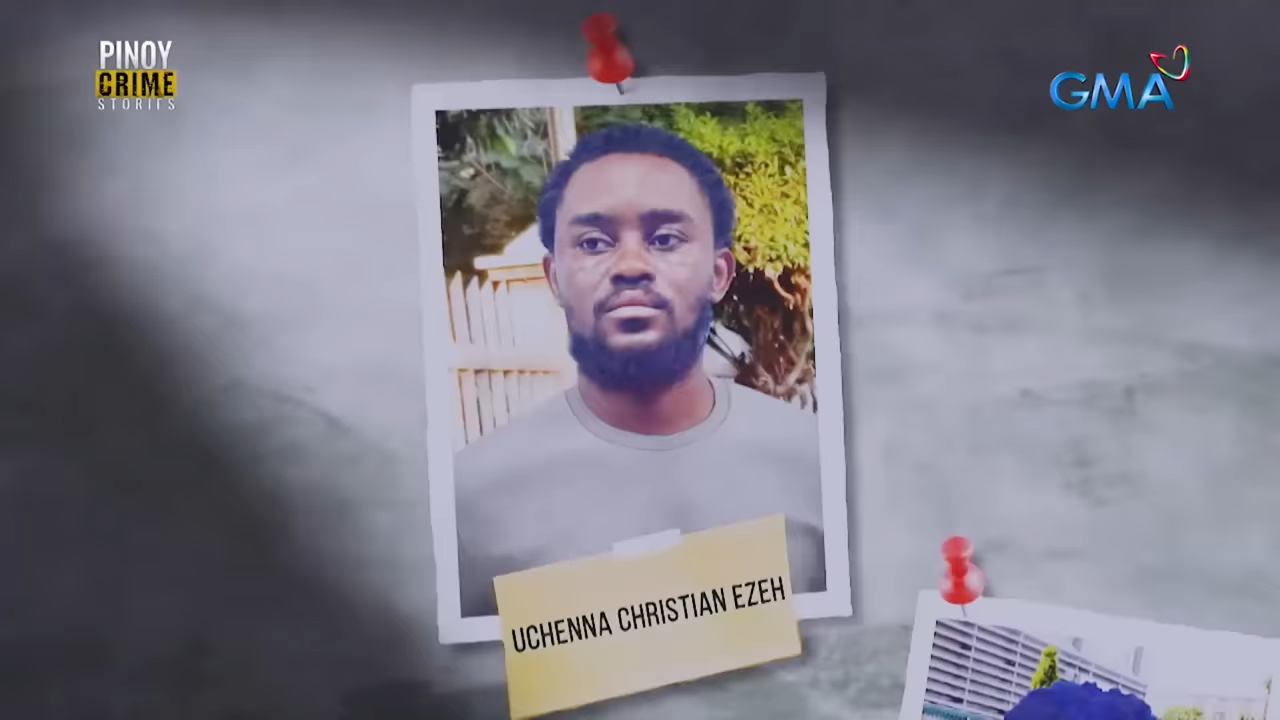 PINOY
CRIME
STORIES
GMA
UCHENNA CHRISTIAN EZEH